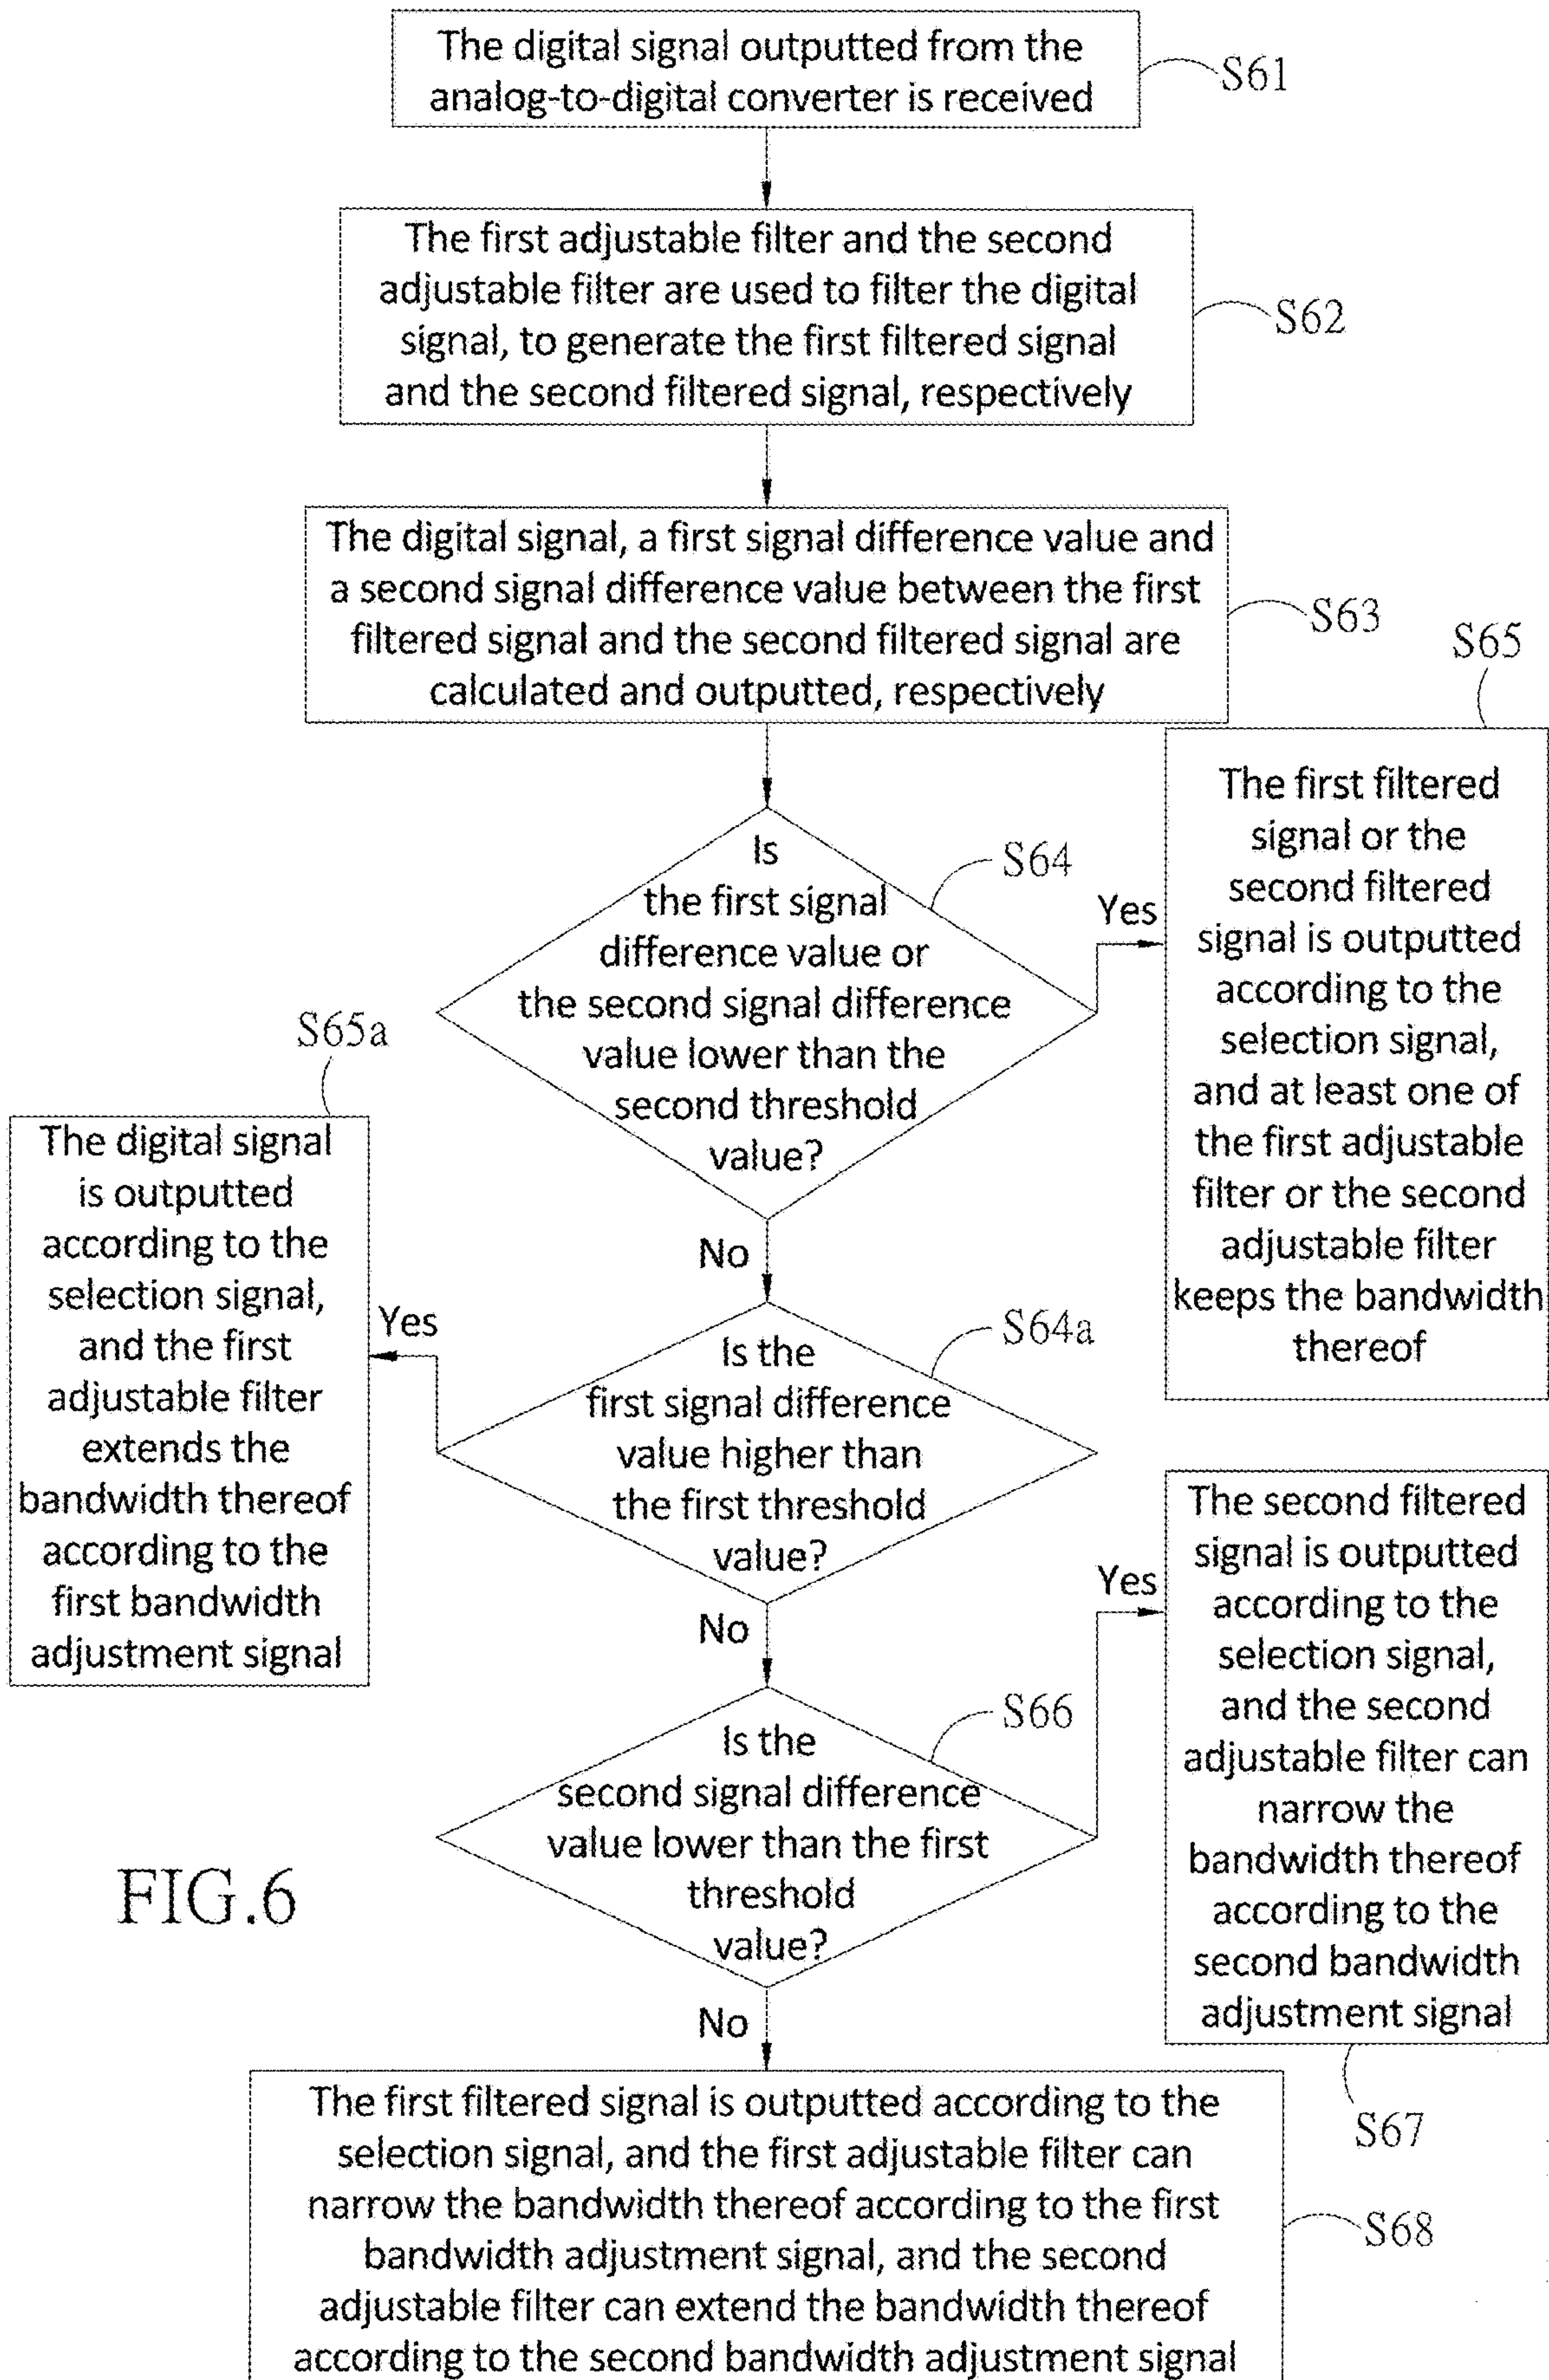 The digital signal outputted from the
analog-to-digital converter is received
S61
The first adjustable filter and the second
adjustable filter are used to filter the digital
signal, to generate the first filtered signal
and the second filtered signal, respectively
S62
The digital signal, a first signal difference value and
a second signal difference value between the first
filtered signal and the second filtered signal are
calculated and outputted, respectively
S63
Is
the first signal
difference value or
the second signal difference
value lower than the
second threshold
value?
S64
Yes
S65
The first filtered
signal or the
second filtered
signal is outputted
according to the
selection signal,
and at least one of
the first adjustable
filter or the second
adjustable filter
keeps the bandwidth
thereof
No
Is the
first signal difference
value higher than
the first threshold
value?
S64a
Yes
S65a
The digital signal
is outputted
according to the
selection signal,
and the first
adjustable filter
extends the
bandwidth thereof
according to the
first bandwidth
adjustment signal
No
Is the
second signal difference
value lower than the first
threshold
value?
S66
Yes
The second filtered
signal is outputted
according to the
selection signal,
and the second
adjustable filter can
narrow the
bandwidth thereof
according to the
second bandwidth
adjustment signal
S67
No
The first filtered signal is outputted according to the
selection signal, and the first adjustable filter can
narrow the bandwidth thereof according to the first
bandwidth adjustment signal, and the second
adjustable filter can extend the bandwidth thereof
according to the second bandwidth adjustment signal
S68
FIG.6